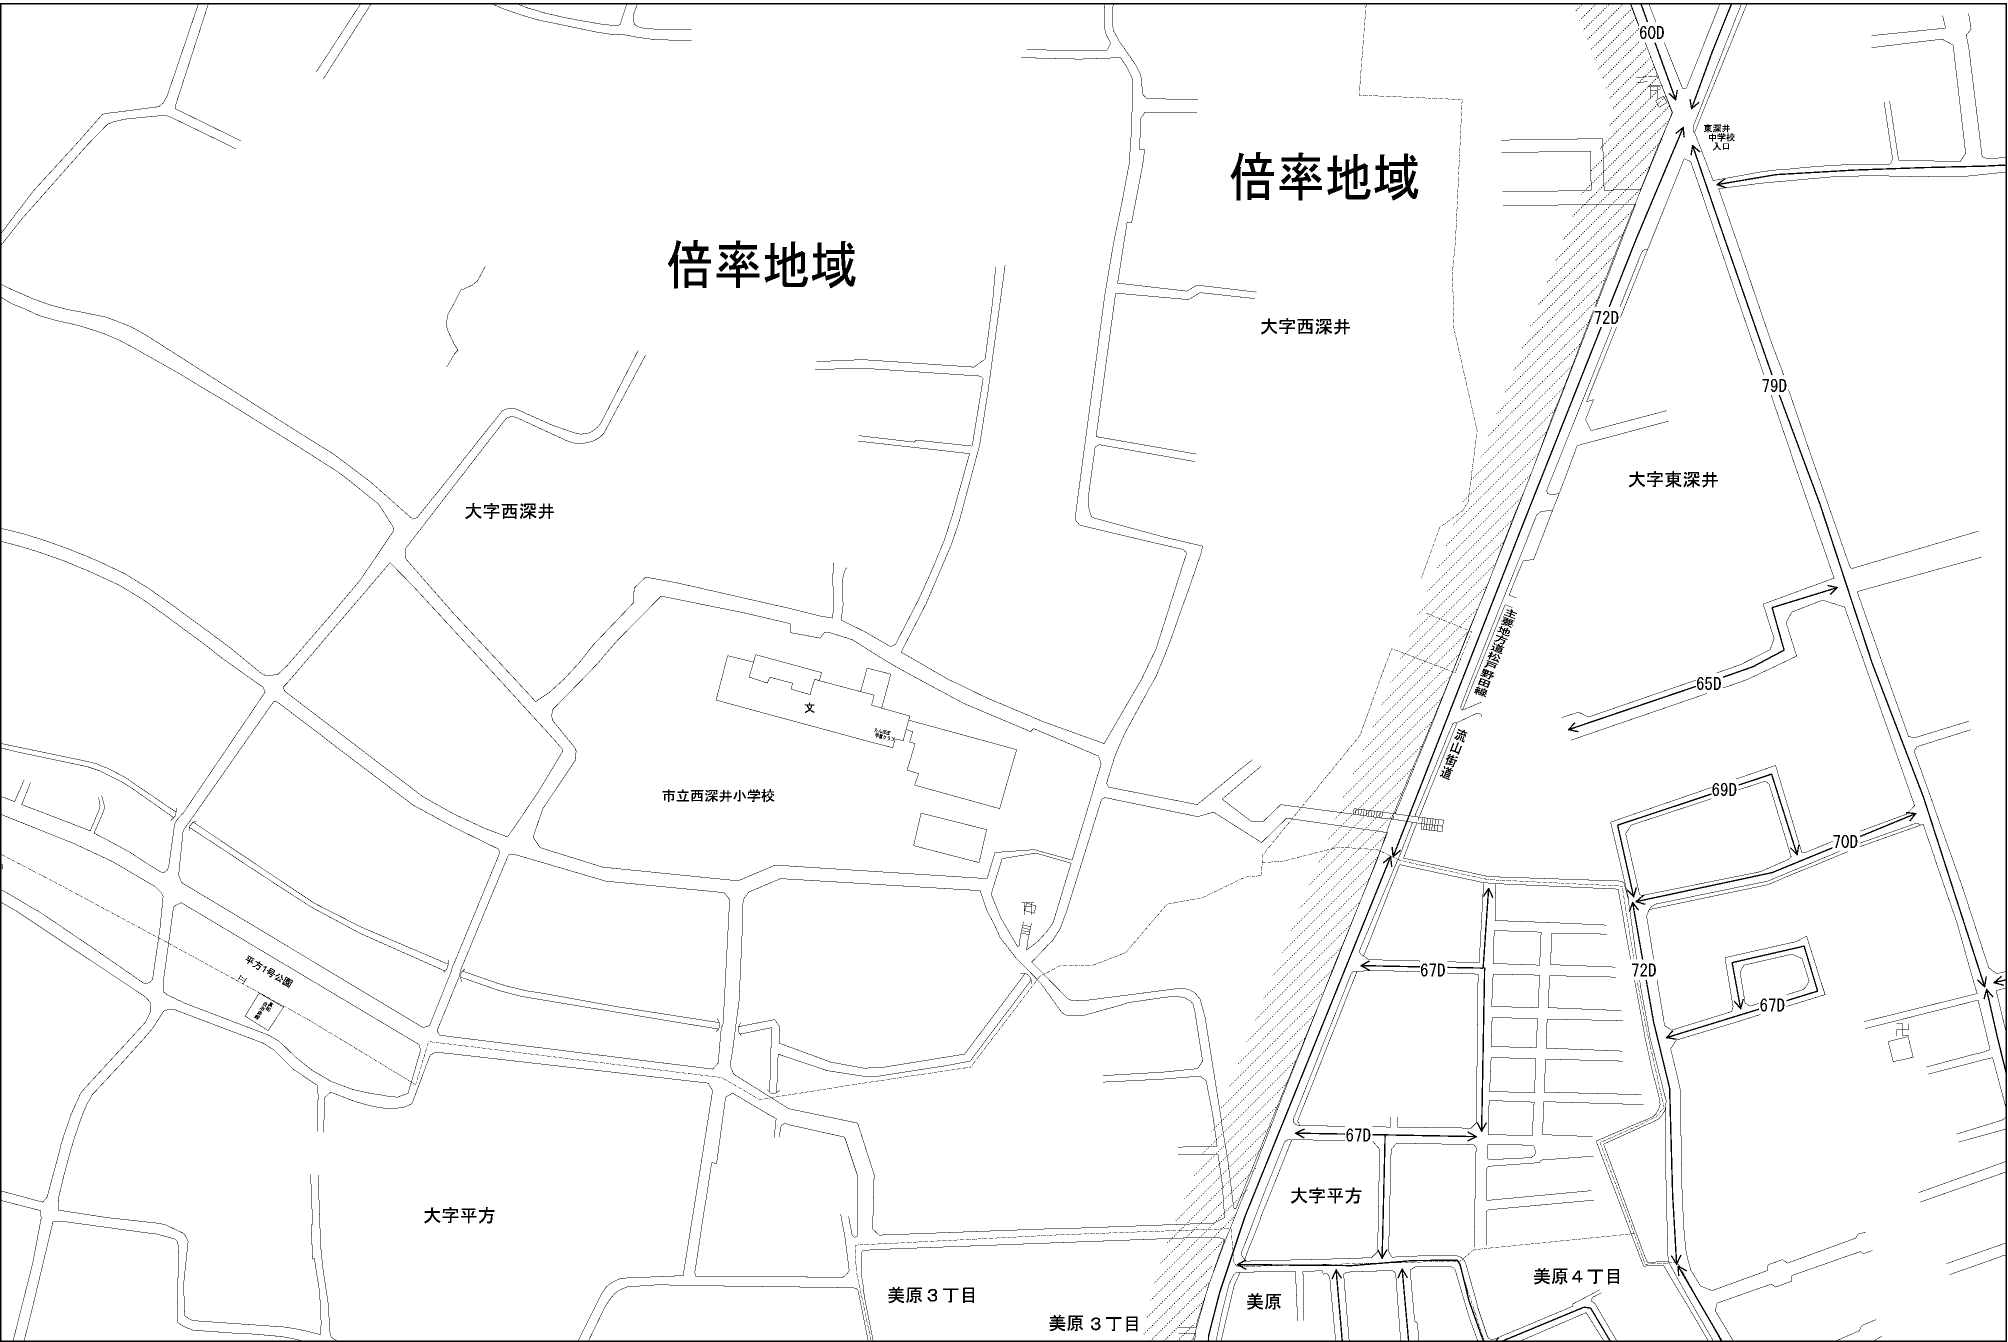 60D
東深井
中学校
入口
倍率地域
倍率地域
72D
大字西深井
79D
大字東深井
大字西深井
主要地方道松戸野田線
65D
文
流山街道
市立西深井小学校
69D
70D
平方1号公園
67D
72D
67D
67D
大字平方
大字平方
美原４丁目
美原３丁目
美原
美原３丁目